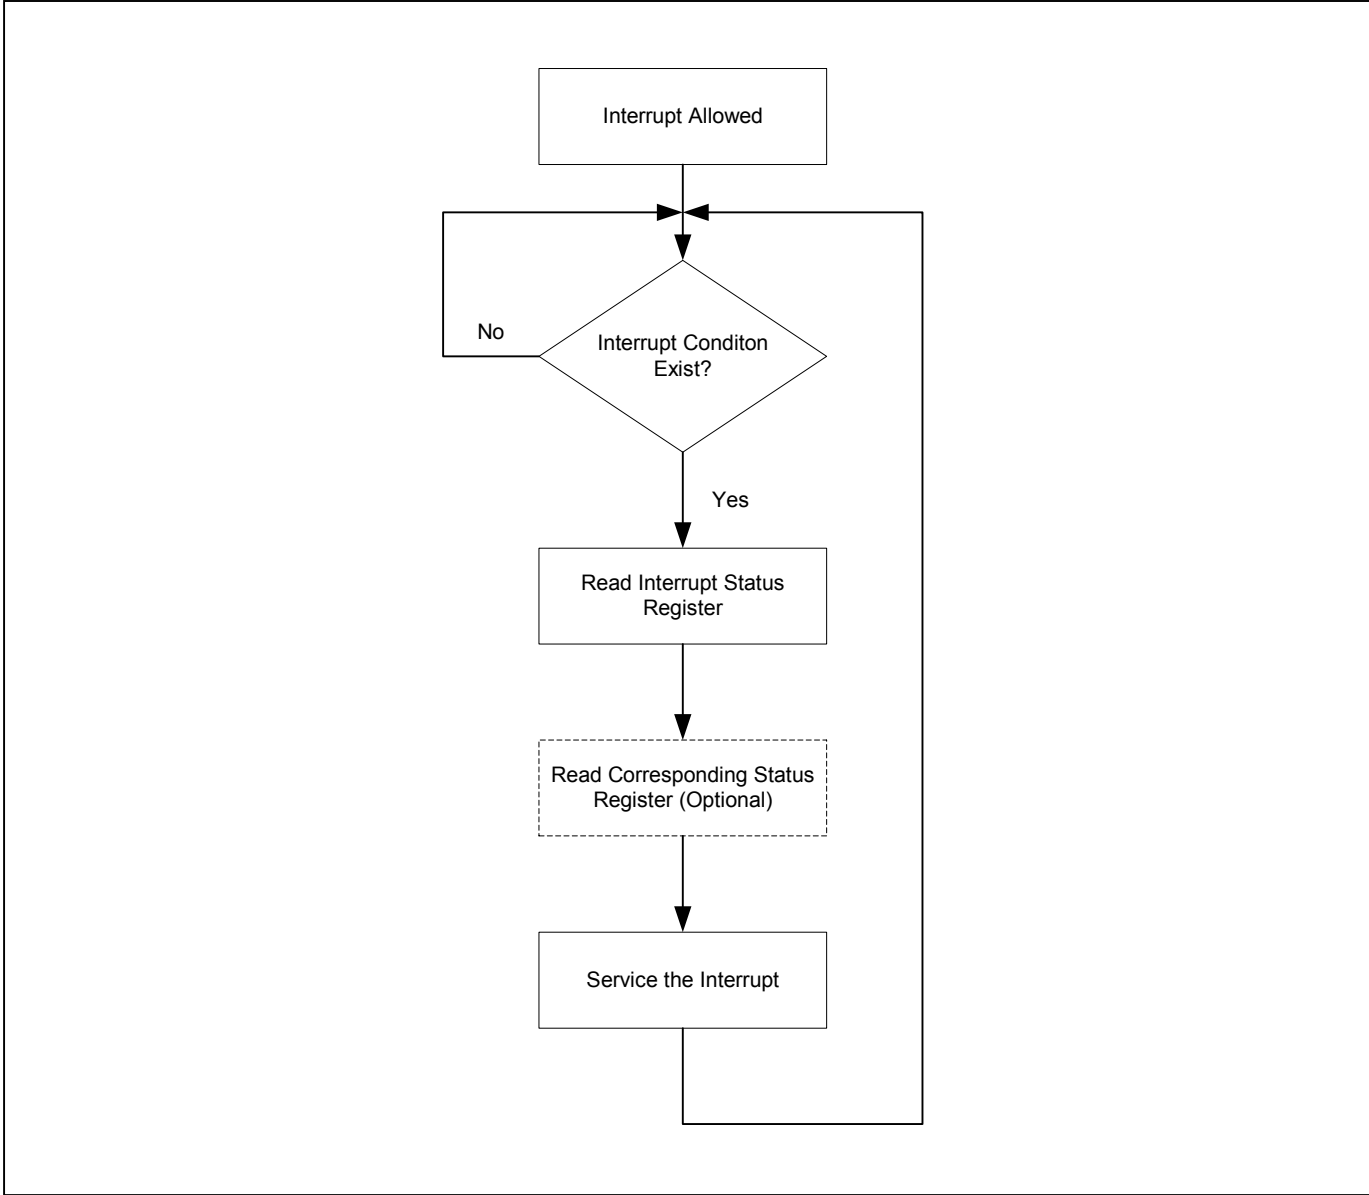 Interrupt Allowed
No
Interrupt Conditon
Exist?
Yes
Read Interrupt Status
Register
Read Corresponding Status
Register (Optional)
Service the Interrupt